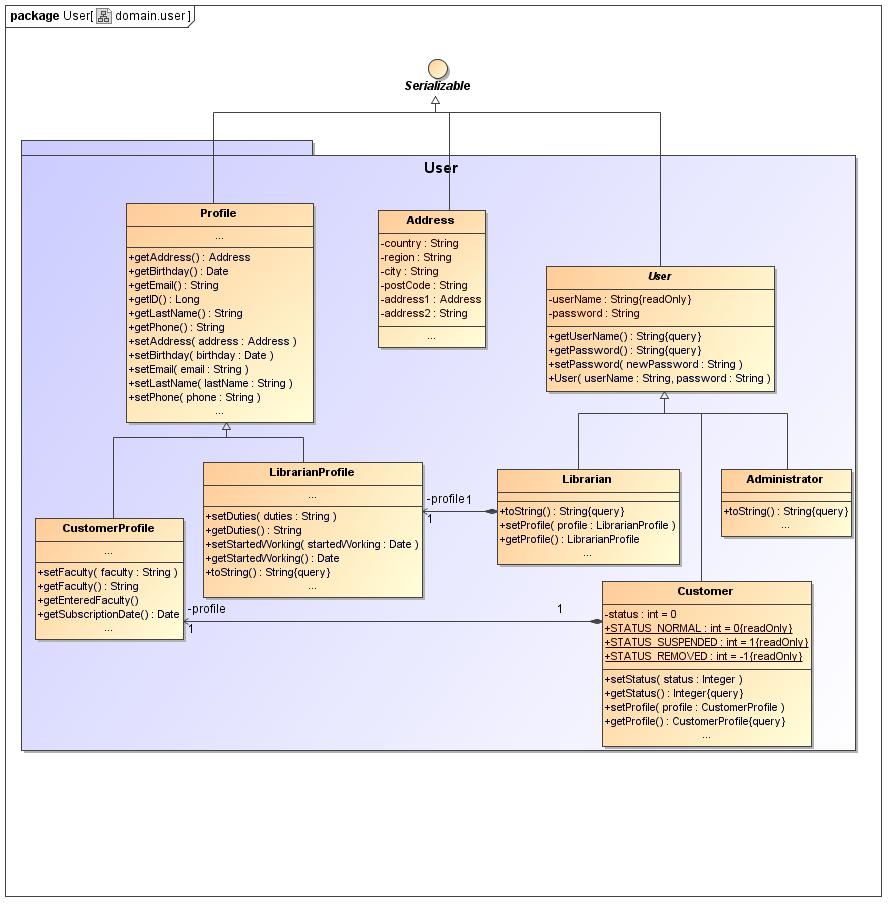 package User[ domain.user ]
Serializable
User
Profile
...
+getAddress() : Address
+getBirthday() : Date
+getEmail() : String
+getID() : Long
+getLastName() : String
+getPhone() : String
+setAddress( address : Address )
+setBirthday( birthday : Date )
+setEmail( email : String )
+setLastName( lastName : String )
+setPhone( phone : String )
...
Address
-country : String
-region : String
-city : String
-postCode : String
-address1 : Address
-address2 : String
...
User
-userName : String{readOnly}
-password : String
+getUserName() : String{query}
+getPassword() : String{query}
+setPassword( newPassword : String )
+User( userName : String, password : String )
LibrarianProfile
...
+setDuties( duties : String )
+getDuties() : String
+setStartedWorking( startedWorking : Date )
+getStartedWorking() : Date
+toString() : String{query}
...
-profile 1
1
Librarian
+toString() : String{query}
+setProfile( profile : LibrarianProfile )
+getProfile() : LibrarianProfile
...
Administrator
+toString() : String{query}
...
CustomerProfile
...
+setFaculty( faculty : String )
+getFaculty() : String
+getEnteredFaculty()
+getSubscriptionDate() : Date
...
-profile
1
1
Customer
-status : int = 0
+STATUS_NORMAL : int = 0{readOnly}
+STATUS_SUSPENDED : int = 1{readOnly}
+STATUS_REMOVED : int = -1{readOnly}
+setStatus( status : Integer )
+getStatus() : Integer{query}
+setProfile( profile : CustomerProfile )
+getProfile() : CustomerProfile{query}
...